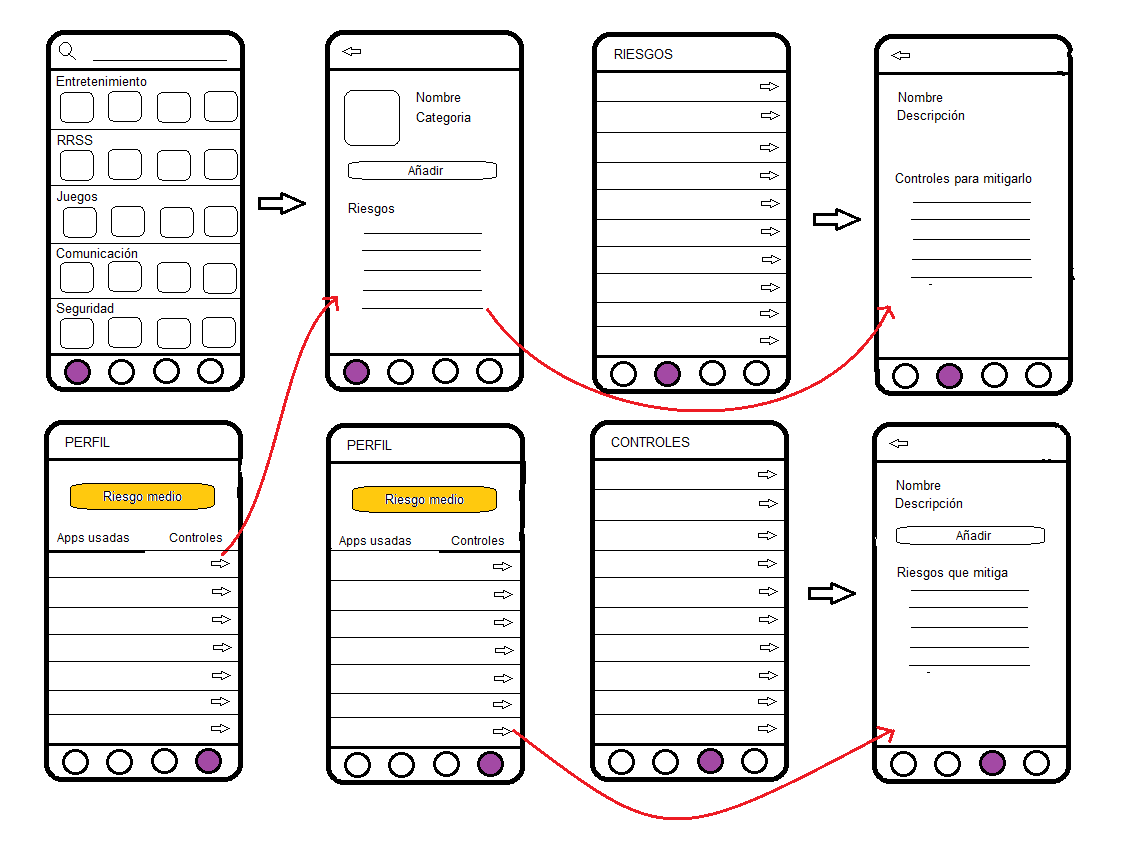 Entretenimiento
RRSS
Juegos
Comunicación
Seguridad
Nombre
Categoria
Añadir
Riesgos
RIESGOS
Nombre
Descripción
Controles para mitigarlo
PERFIL
Riesgo medio
Apps usadas
Controles
PERFIL
Riesgo medio
Apps usadas
Controles
CONTROLES
Nombre
Descripción
Añadir
Riesgos que mitiga